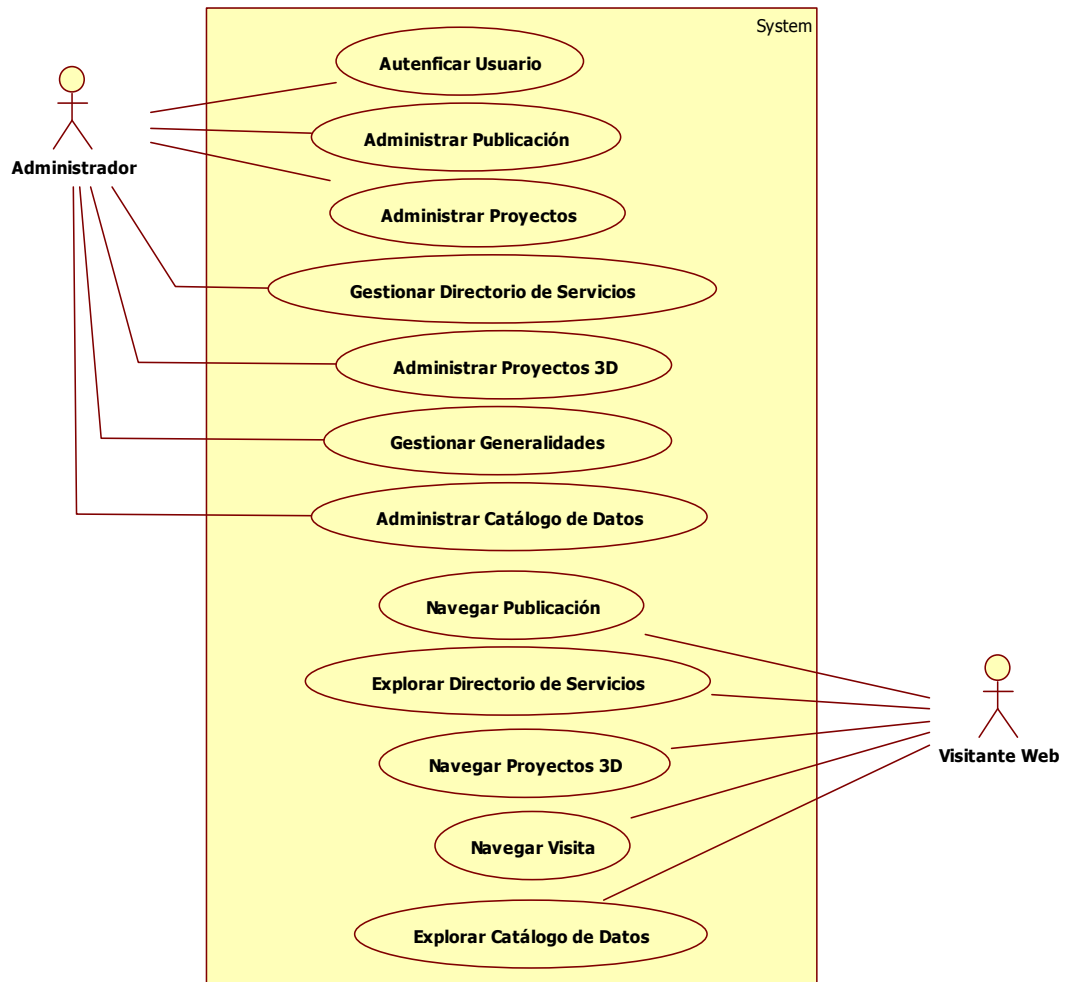 System
Autenficar Usuario
Administrar Publicación
Administrador
Administrar Proyectos
Gestionar Directorio de Servicios
Administrar Proyectos 3D
Gestionar Generalidades
Administrar Catálogo de Datos
Navegar Publicación
Explorar Directorio de Servicios
Navegar Proyectos 3D
Visitante Web
Navegar Visita
Explorar Catálogo de Datos